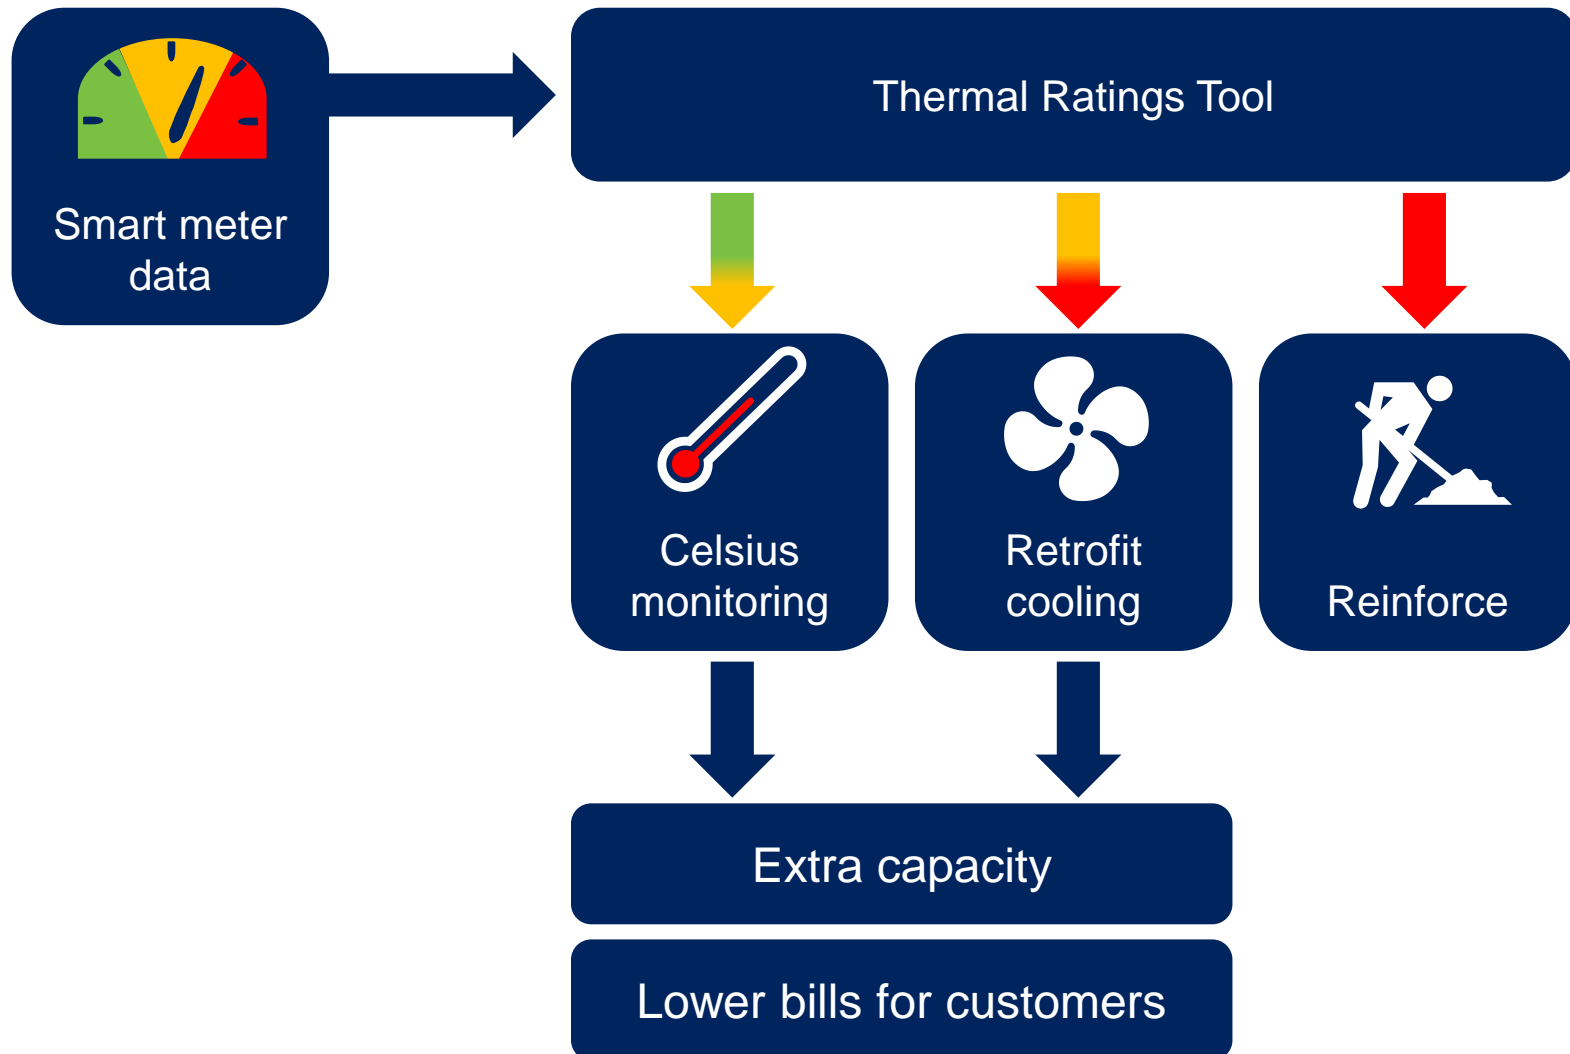 Thermal Ratings Tool
Smart meter
data
Celsius
monitoring
Retrofit
cooling
Reinforce
Extra capacity
Lower bills for customers